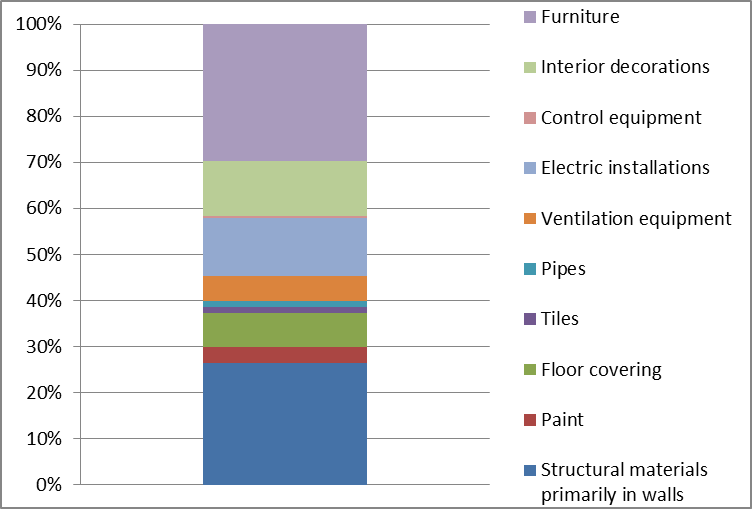 100%
90%
80%
70%
60%
50%
40%
30%
20%
10%
0%
Furniture
Interior decorations
Control equipment
Electric installations
Ventilation equipment
Pipes
Tiles
Floor covering
Paint
Structural materials
primarily in walls